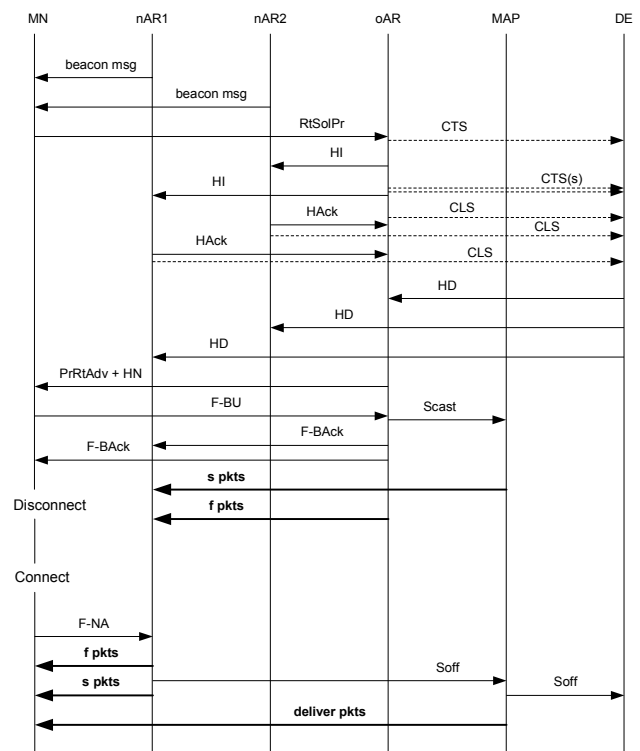 MN nAR1 nAR2 oAR MAP DE
beacon msg
beacon msg
RtSolPr CTS
HI
HI CTS(s)
HAck CLS
CLS
HAck CLS
HD
HD
HD
PrRtAdv + HN
F-BU Scast
F-BAck
F-BAck
s pkts
Disconnect f pkts
Connect
F-NA
f pkts
Soff
s pkts Soff
deliver pkts